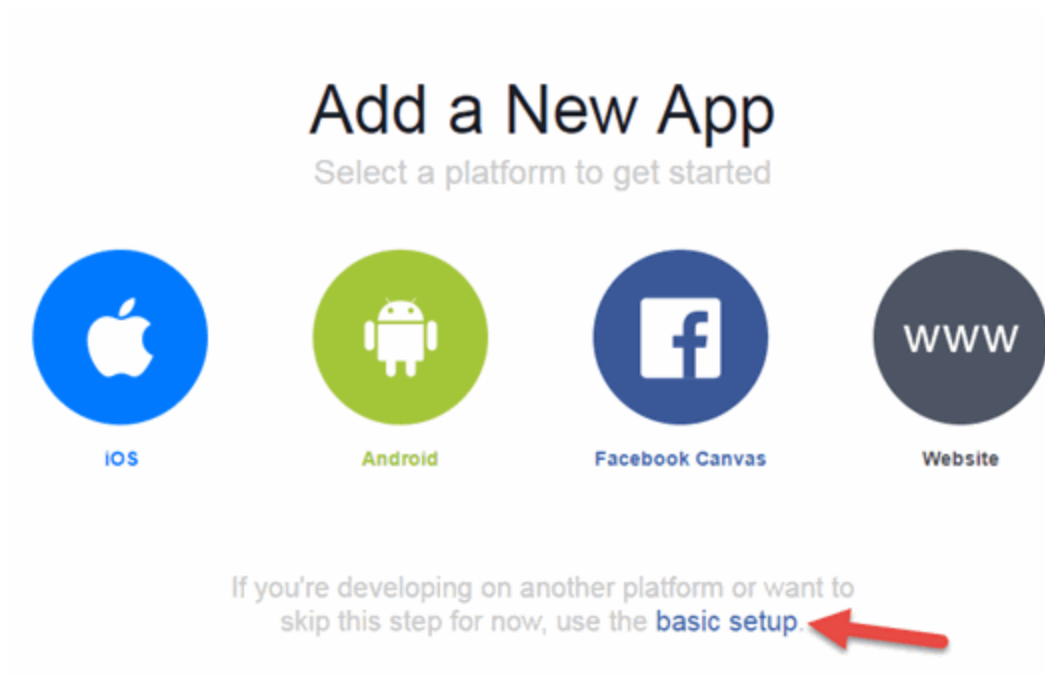 Add a New App
Select a platform to get started
www
iOS
Android
Facebook Canvas
Website
If you're developing on another platform or want to
skip this step for now, use the basic setup.